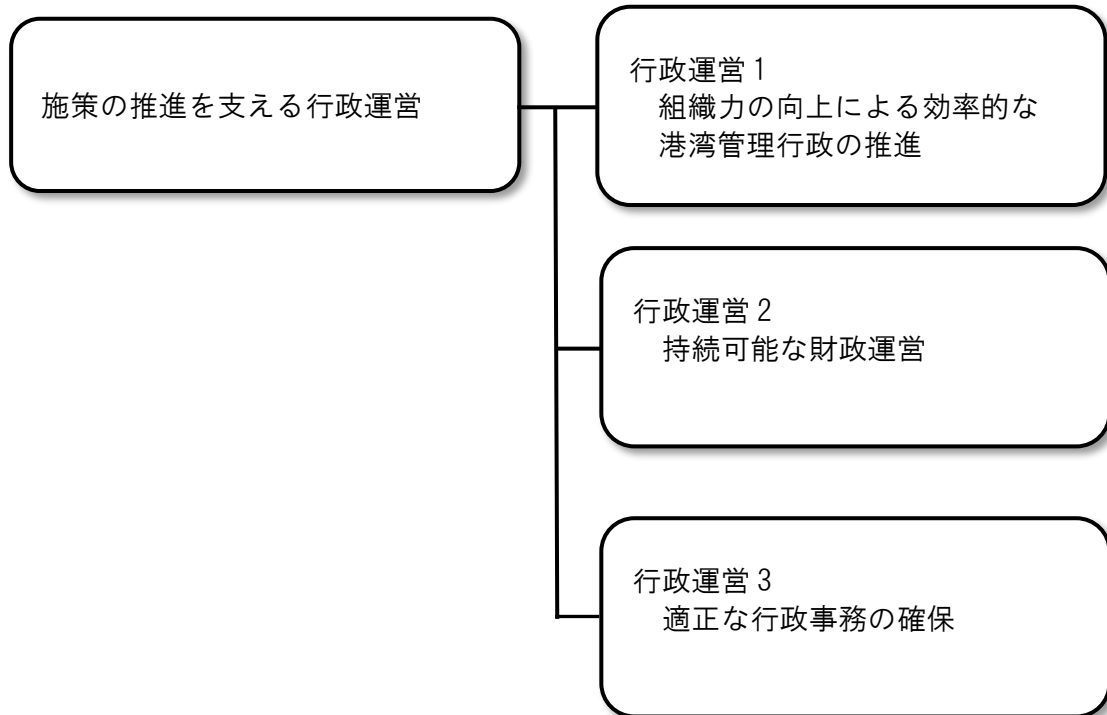 施策の推進を支える行政運営
行政運営１
組織力の向上による効率的な
港湾管理行政の推進
行政運営２
持続可能な財政運営
行政運営３
適正な行政事務の確保